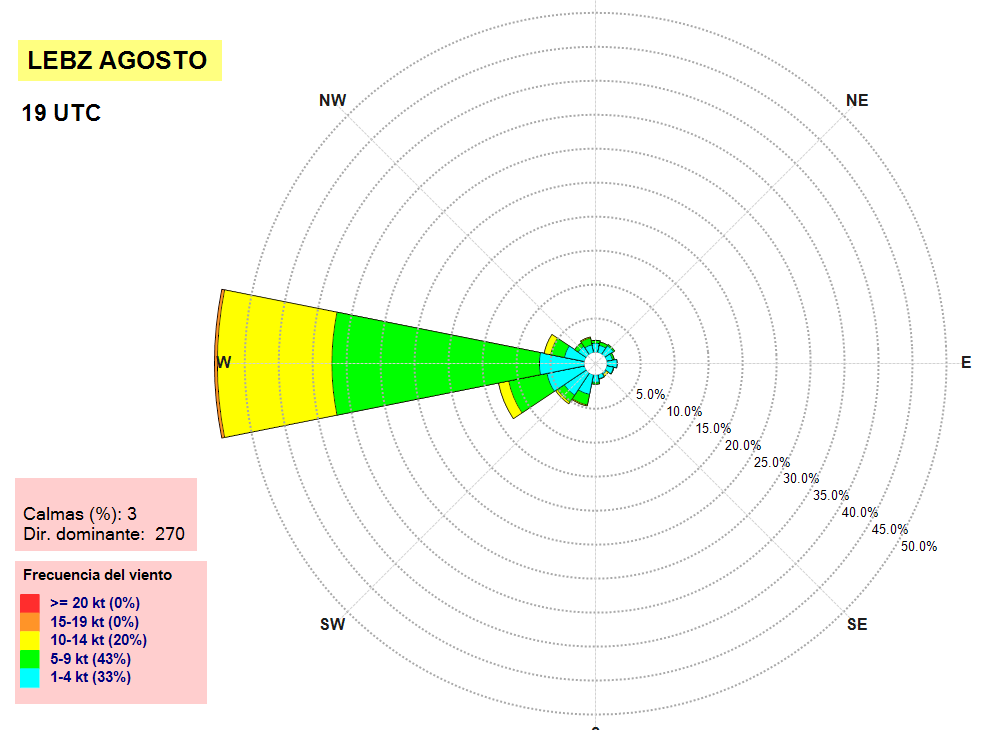 LEBZ AGOSTO
19 UTC
NW
NE
W
E
5.0%
10.0%
15.0%
20.0%
25.0%
30.0%
35.0%
40.0%
45.0%
50.0%
SW
SE
Calmas (%): 3
Dir. dominante: 270
Frecuencia del viento
>= 20 kt (0%)
15-19 kt (0%)
10-14 kt (20%)
5-9 kt (43%)
1-4 kt (33%)